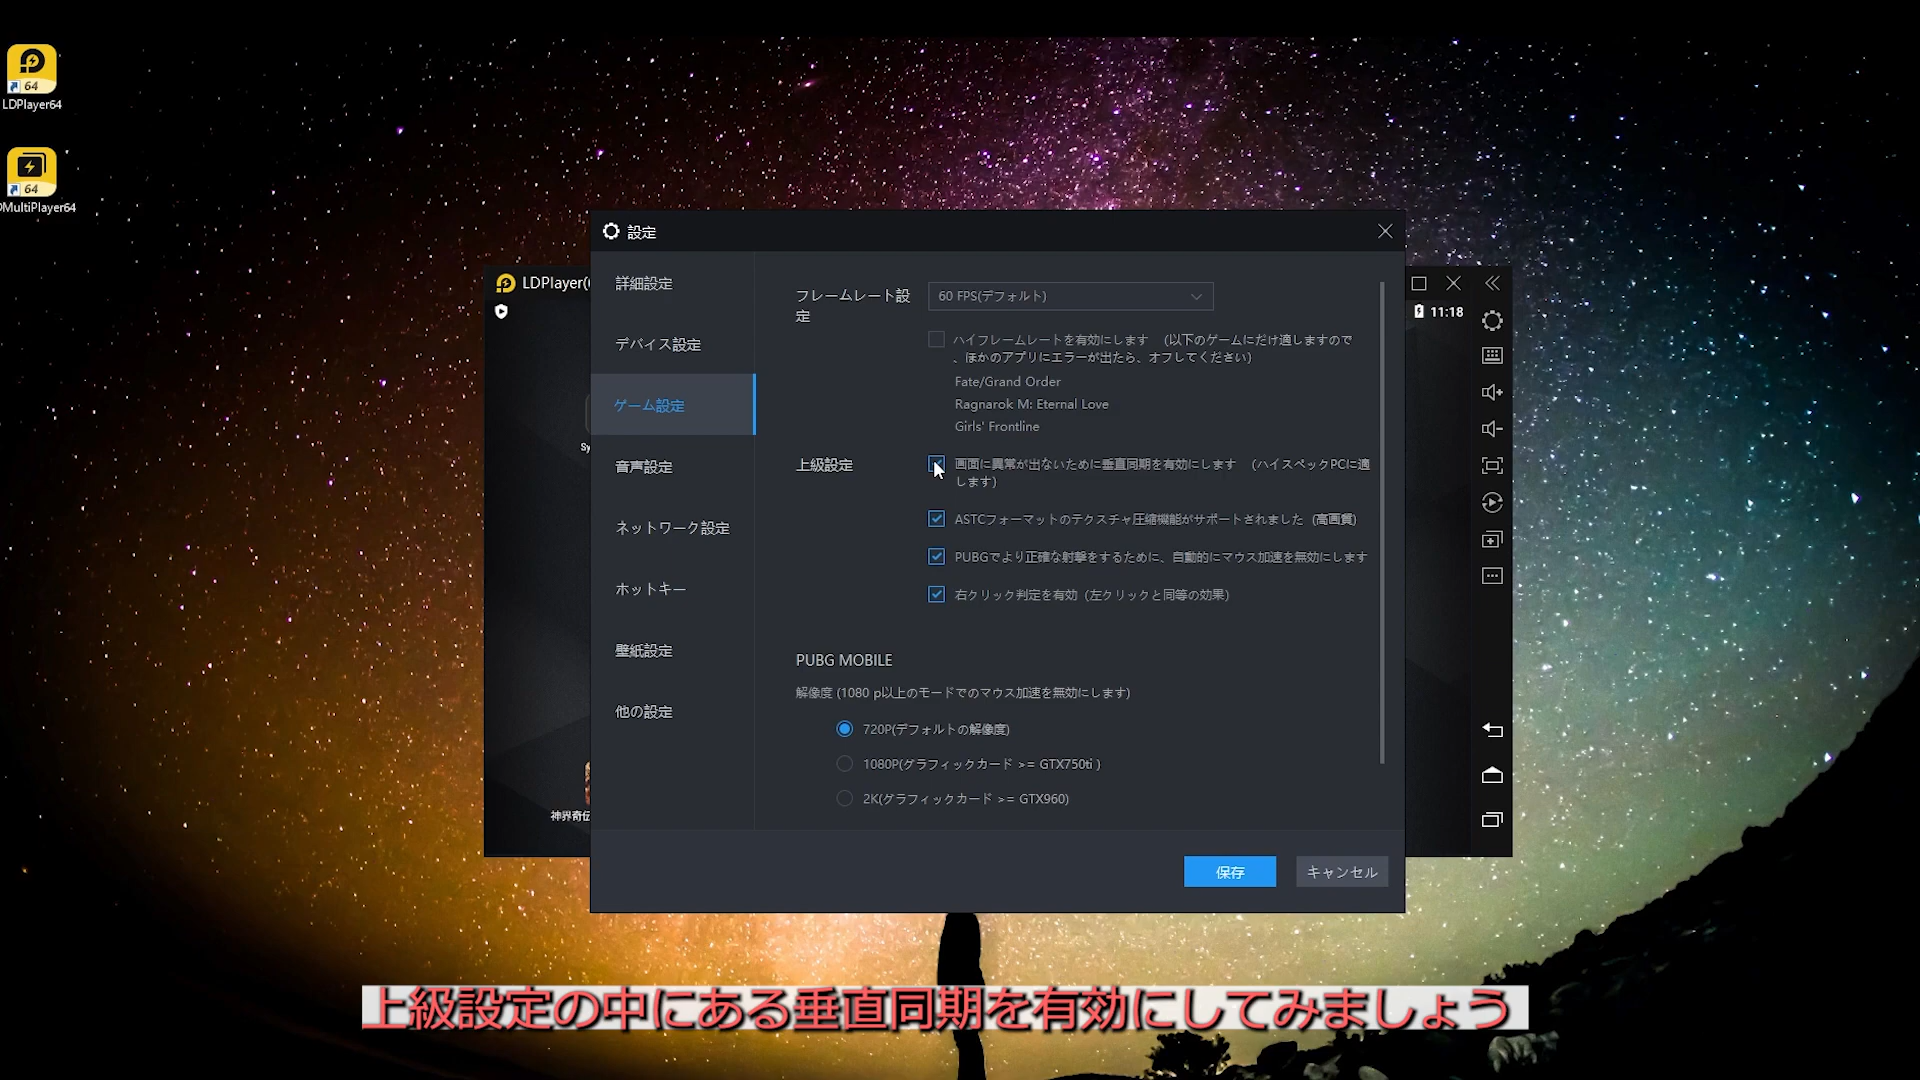 64
LDPlayer64
64
DMultiPlayer64
設定
LDPlayer(
11:18
詳細設定
デバイス設定
ゲーム設定
音声設定
ネットワーク設定
ホットキー
壁紙設定
他の設定
Sy
神界奇伝
フレームレート設
定
60 FPS(デフォルト)
ハイフレームレートを有効にします (以下のゲームにだけ適しますので
、ほかのアプリにエラーが出たら、オフしてください)
Fate/Grand Order
Ragnarok M: Eternal Love
Girls' Frontline
上級設定
画面に異常が出ないために垂直同期を有効にします (ハイスペックPCに適
します)
ASTCフォーマットのテクスチャ圧縮機能がサポートされました (高画質)
PUBGでより正確な射撃をするために、自動的にマウス加速を無効にします
右クリック判定を有効 (左クリックと同等の効果)
PUBG MOBILE
解像度 (1080 p以上のモードでのマウス加速を無効にします)
720P(デフォルトの解像度)
1080P(グラフィックカード >= GTX750ti )
2K(グラフィックカード >= GTX960)
保存
キャンセル
上級設定の中にある垂直同期を有効にしてみましょう